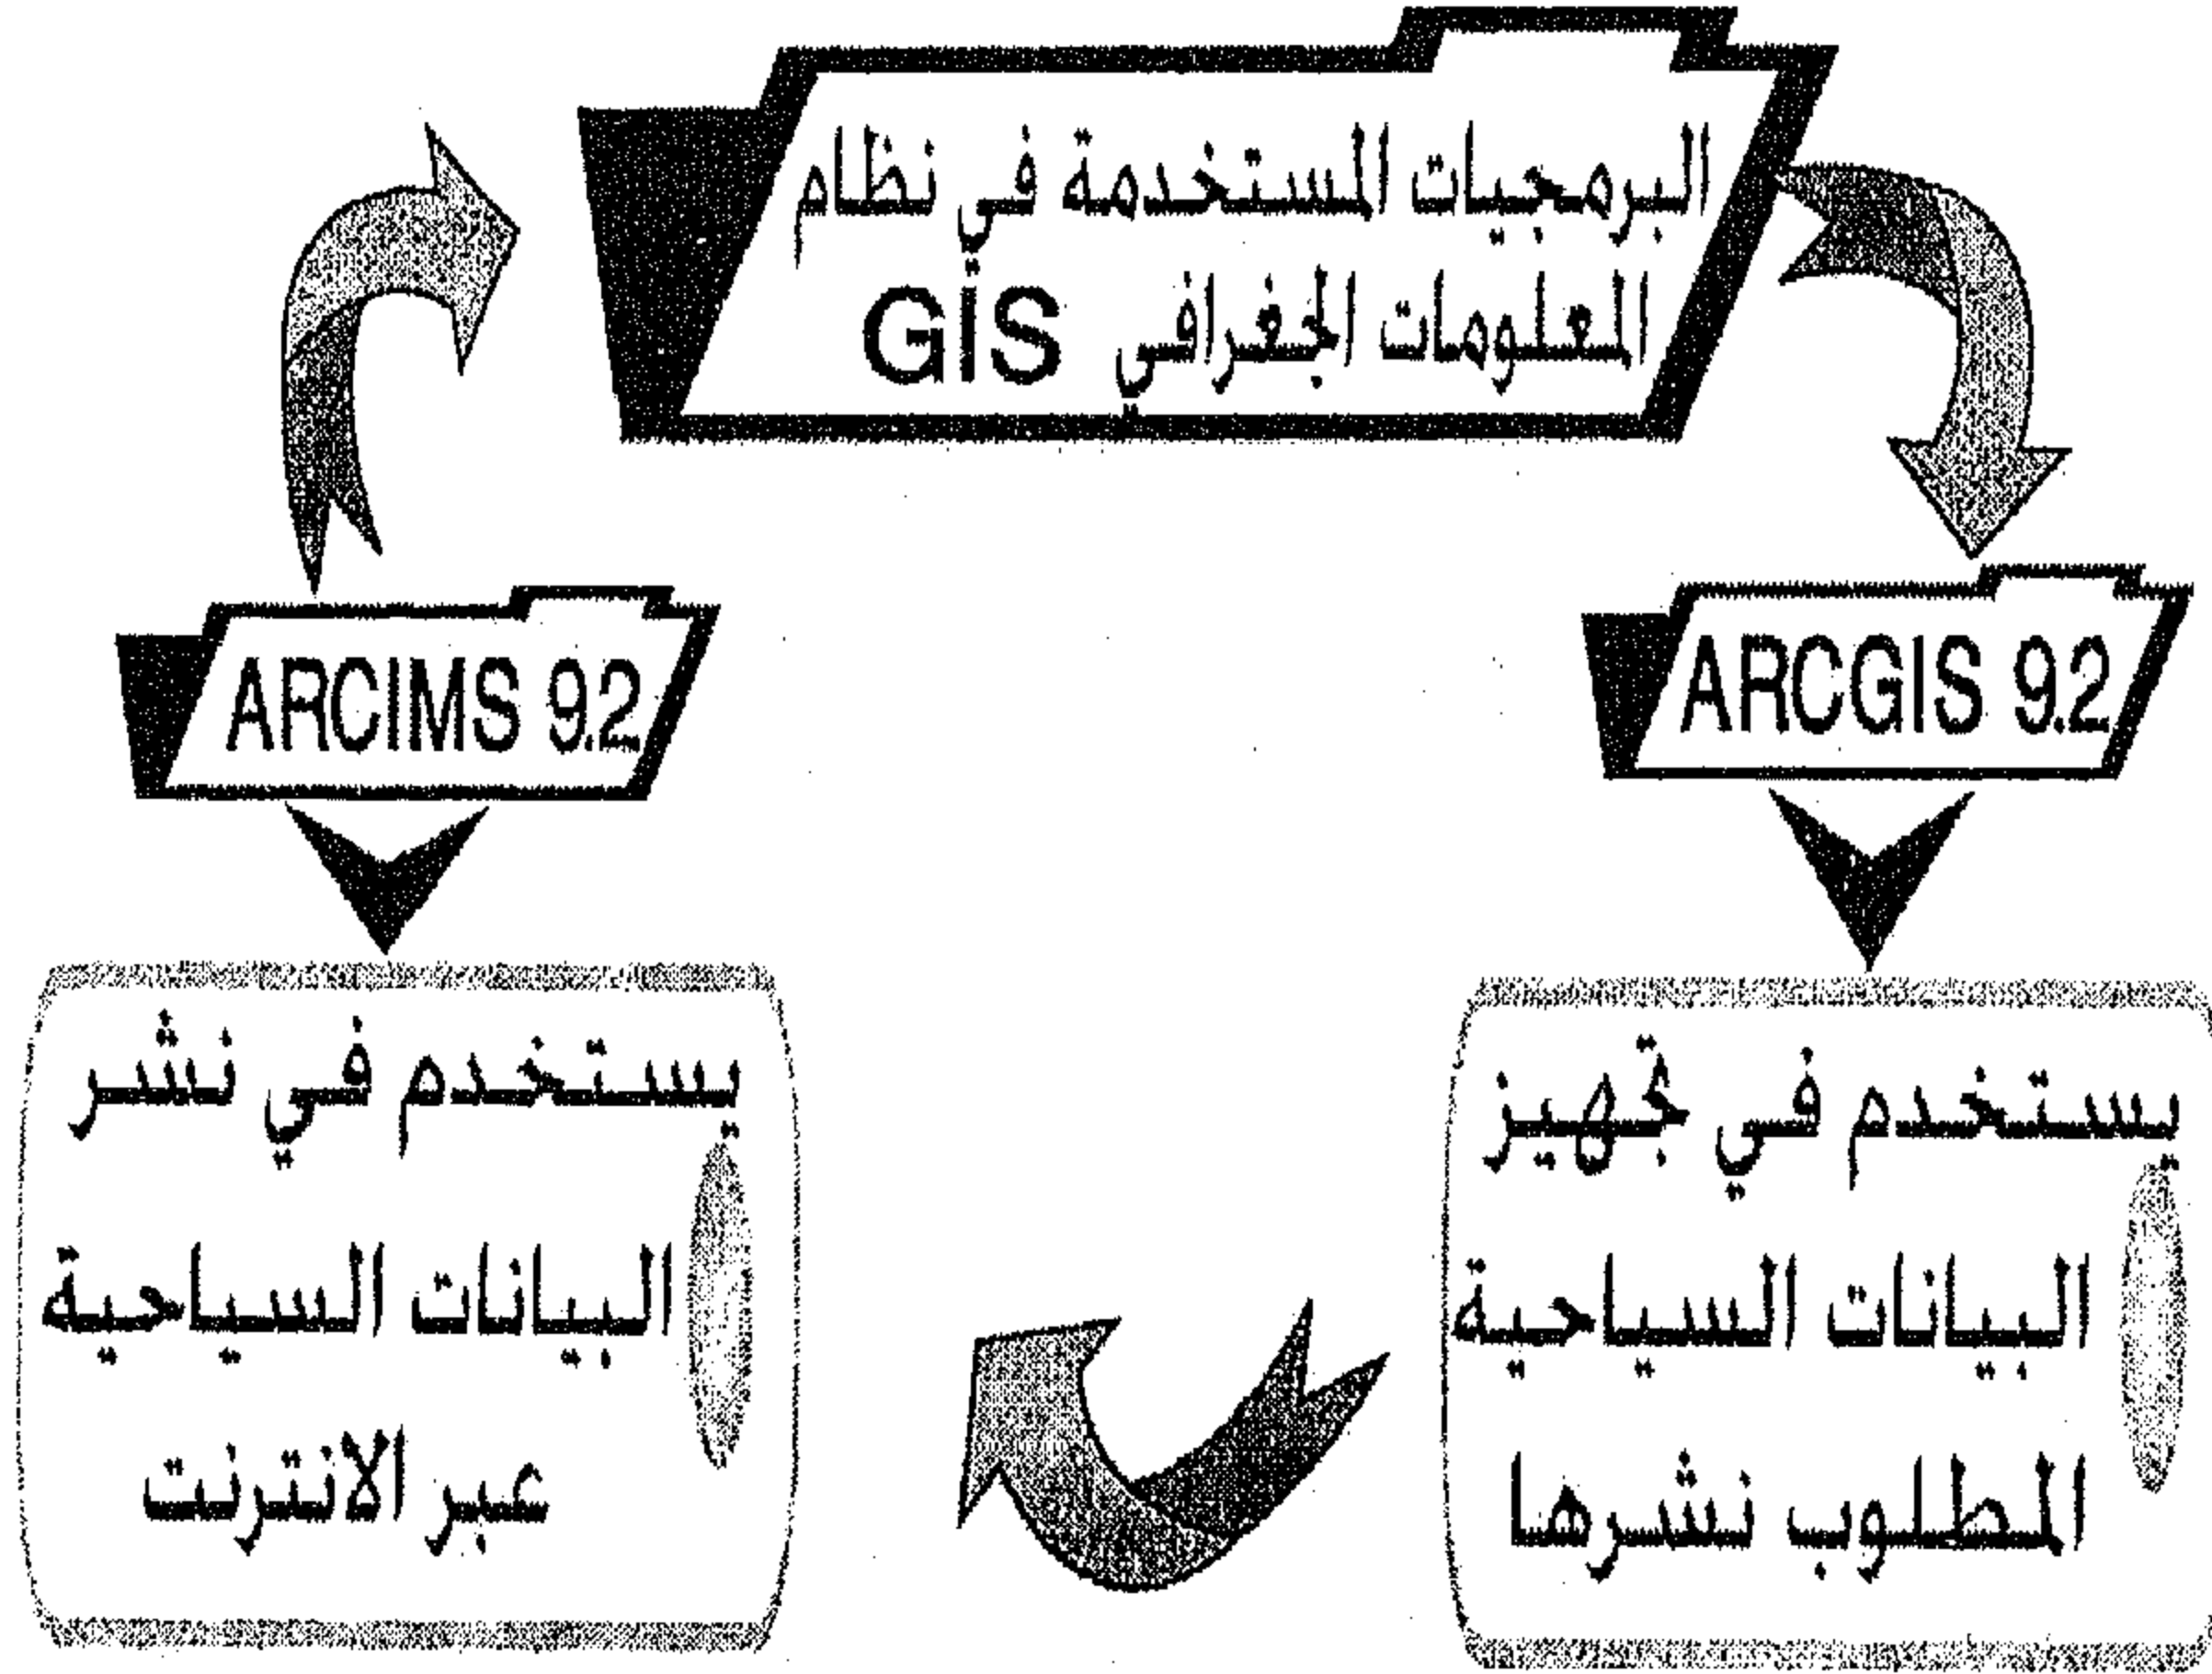 البرمجيات المستخدمة في نظام
المعلومات الجغرافي GIS
ARCGIS 9.2
يستخدم في تجهيز
البيانات السياحية
المطلوب نشرها
ARCIMS 9.2
يستخدم في نشر
البيانات السياحية
عبر الانترنت